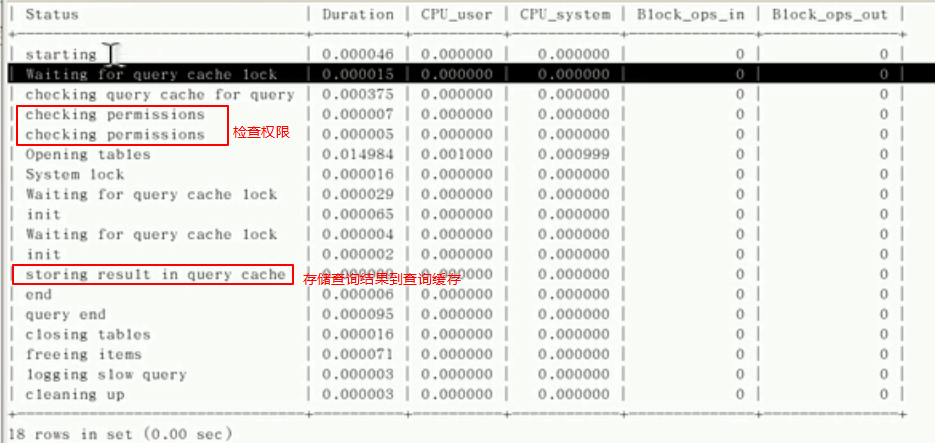 | Status | Duration | CPU_user | CPU_system | Block_ops_in | Block_ops_out |
| starting | 0.000046 | 0.000000 | 0.000000 | 0 | 0 |
| Waiting for query cache lock | 0.000015 | 0.000000 | 0.000000 | 0 | 0 |
| checking query cache for query | 0.000375 | 0.000000 | 0.000000 | 0 | 0 |
| checking permissions | 0.000007 | 0.000000 | 0.000000 | 0 | 0 |
检查权限
| checking permissions | 0.000005 | 0.000000 | 0.000000 | 0 | 0 |
| Opening tables | 0.014984 | 0.001000 | 0.000999 | 0 | 0 |
| System lock | 0.000016 | 0.000000 | 0.000000 | 0 | 0 |
| Waiting for query cache lock | 0.000029 | 0.000000 | 0.000000 | 0 | 0 |
| init | 0.000065 | 0.000000 | 0.000000 | 0 | 0 |
| Waiting for query cache lock | 0.000004 | 0.000000 | 0.000000 | 0 | 0 |
| init | 0.000002 | 0.000000 | 0.000000 | 0 | 0 |
| storing result in query cache | | 0.000000 | 0.000000 | 0 | 0 |
存储查询结果到查询缓存
| end | 0.000006 | 0.000000 | 0.000000 | 0 | 0 |
| query end | 0.000095 | 0.000000 | 0.000000 | 0 | 0 |
| closing tables | 0.000016 | 0.000000 | 0.000000 | 0 | 0 |
| freeing items | 0.000071 | 0.000000 | 0.000000 | 0 | 0 |
| logging slow query | 0.000003 | 0.000000 | 0.000000 | 0 | 0 |
| cleaning up | 0.000003 | 0.000000 | 0.000000 | 0 | 0 |
18 rows in set (0.00 sec)